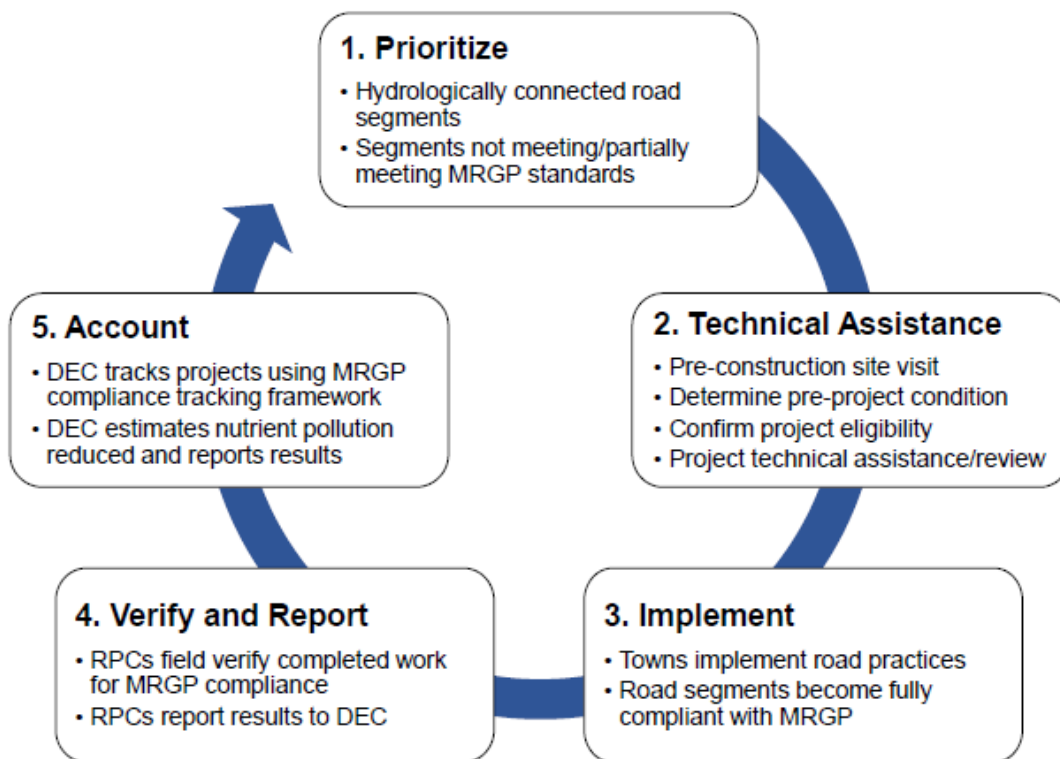 1. Prioritize
• Hydrologically connected road
segments
• Segments not meeting/partially
meeting MRGP standards
2. Technical Assistance
• Pre-construction site visit
• Determine pre-project condition
• Confirm project eligibility
• Project technical assistance/review
3. Implement
• Towns implement road practices
• Road segments become fully
compliant with MRGP
4. Verify and Report
• RPCs field verify completed work
for MRGP compliance
• RPCs report results to DEC
5. Account
• DEC tracks projects using MRGP
compliance tracking framework
• DEC estimates nutrient pollution
reduced and reports results